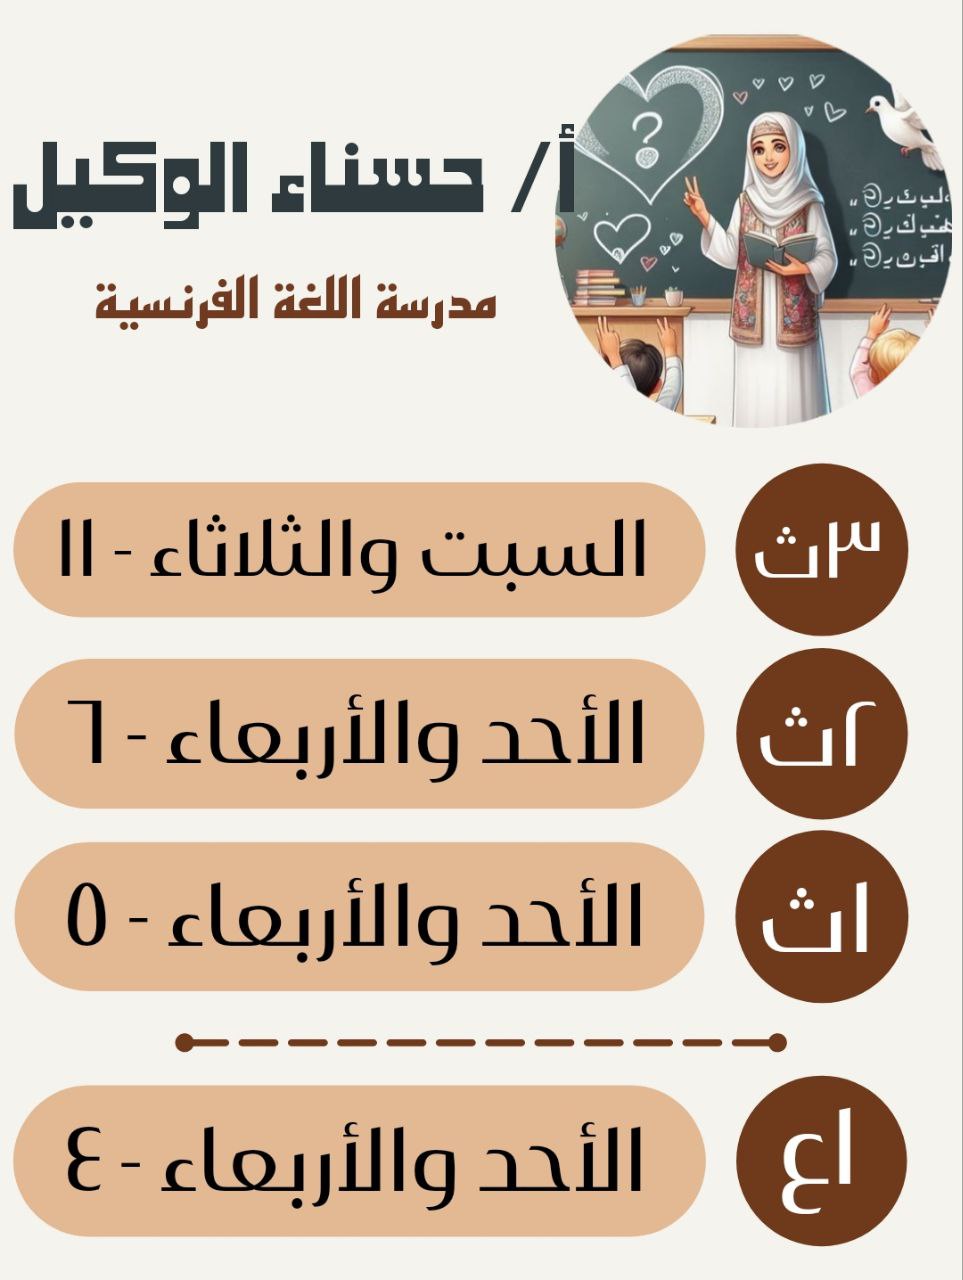 أ/ حسناء الوكيل
مدرسة اللغة الفرنسية
?
٣ث
السبت والثلاثاء - ١١
٢ث
الأحد والأربعاء - ٦
١ث
الأحد والأربعاء - ٥
١ع
الأحد والأربعاء - ٤